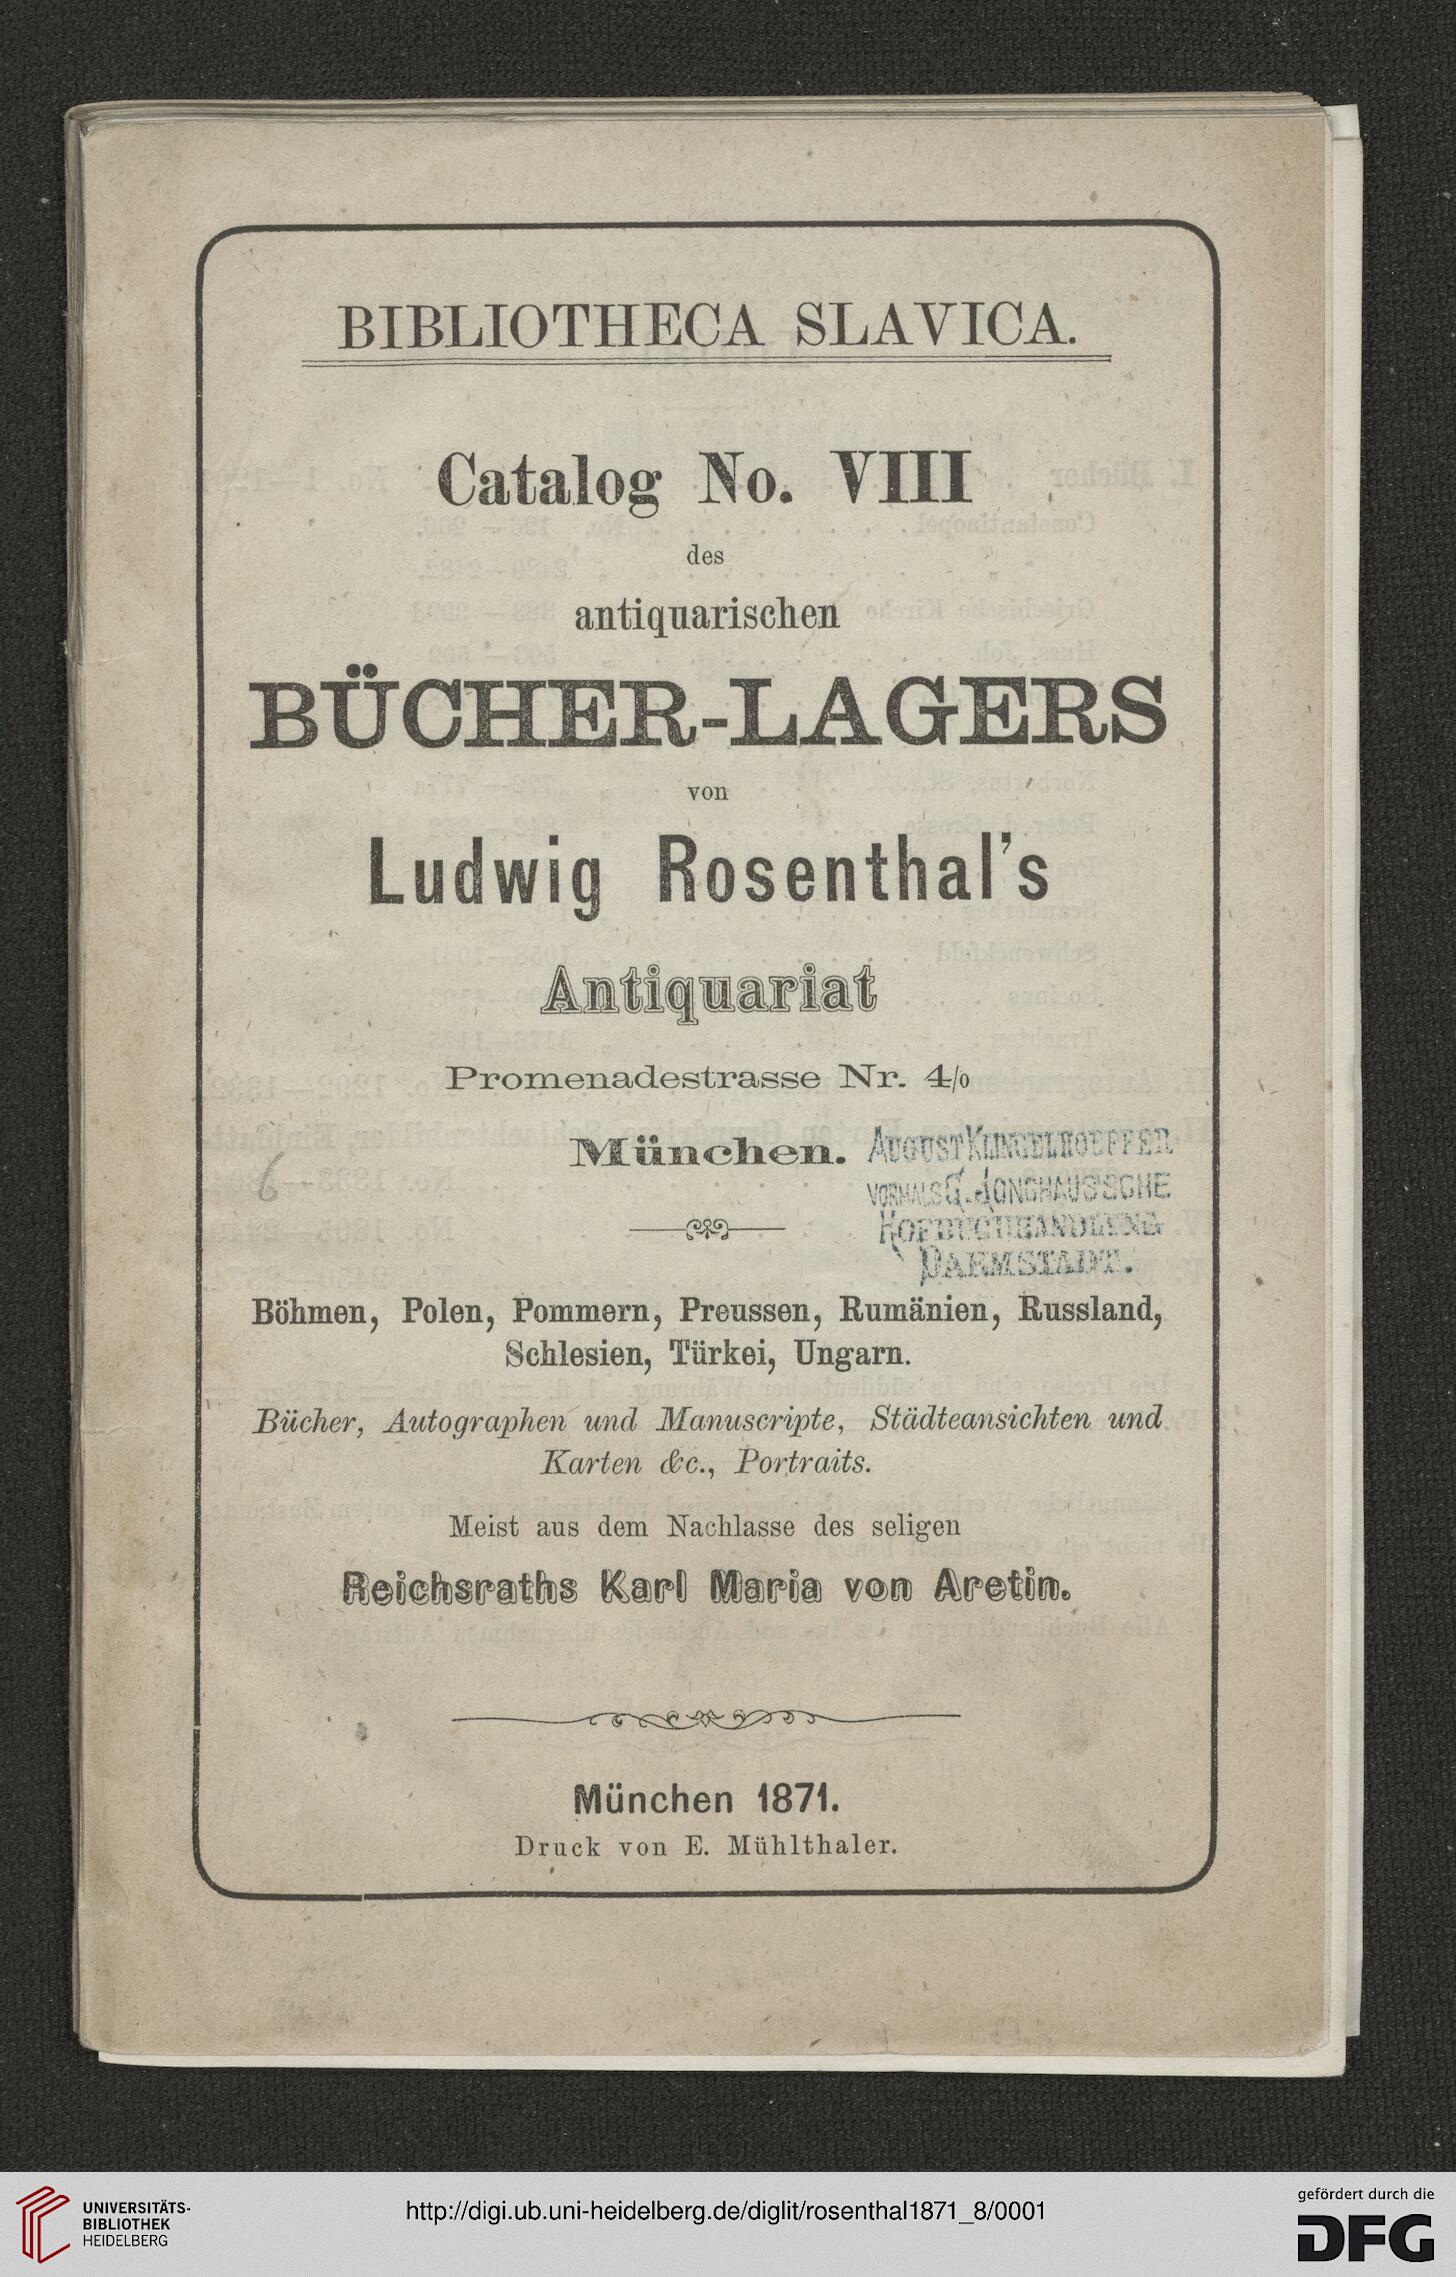 BIBLIOTHECA SLAVICA.
Catalog No. VIII
des
antiquarischen
BÜCHER-LAGERS
von
Ludwig Rosenthal's
Antiquariat
Promenadestrasse Nr. 4/0
München.
AUGUST KLINGELHOEFFER
VORMALS G. JONGHAUS'SCHE
HOFBUCHHANDLUNG
DARMSTADT.
6
Böhmen, Polen, Pommern, Preussen, Rumänien, Russland,
Schlesien, Türkei, Ungarn.
Bücher, Autographen und Manuscripte, Städteansichten und
Karten &c., Portraits.
Meist aus dem Nachlasse des seligen
Reichsraths Karl Maria von Aretin.
München 1871.
Druck von E. Mühlthaler.
UNIVERSITÄTS-
BIBLIOTHEK
HEIDELBERG
http://digi.ub.uni-heidelberg.de/diglit/rosenthal1871_8/0001
gefördert durch die
DFG